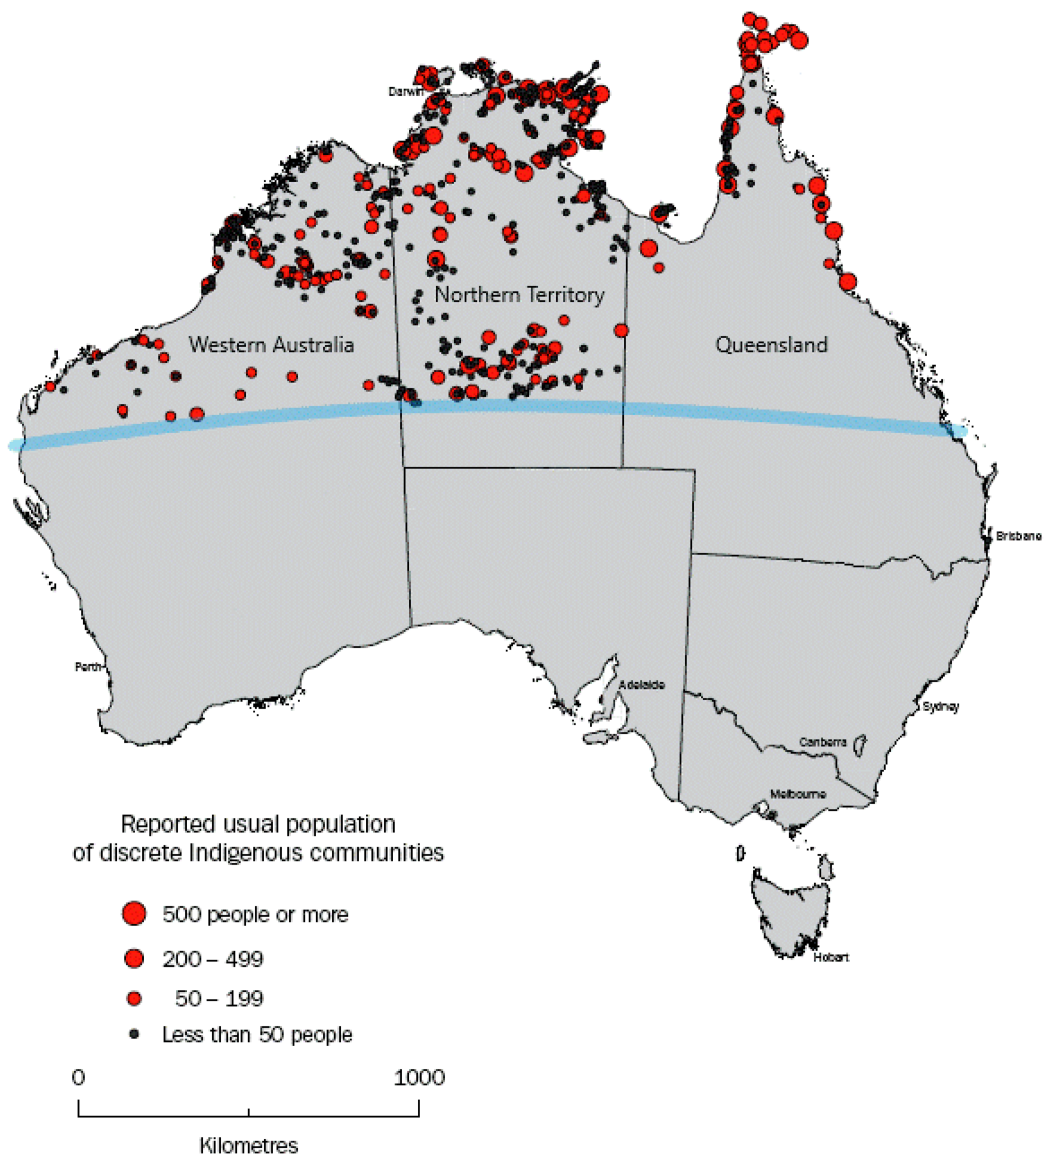 Darwin
Northern Territory
Western Australia
Queensland
Brisbane
Perth
Adelaide
Sydney
Canberra
Melbourne
Reported usual population
of discrete Indigenous communities
500 people or more
200 – 499
50 – 199
Less than 50 people
Hobart
0 1000
Kilometres